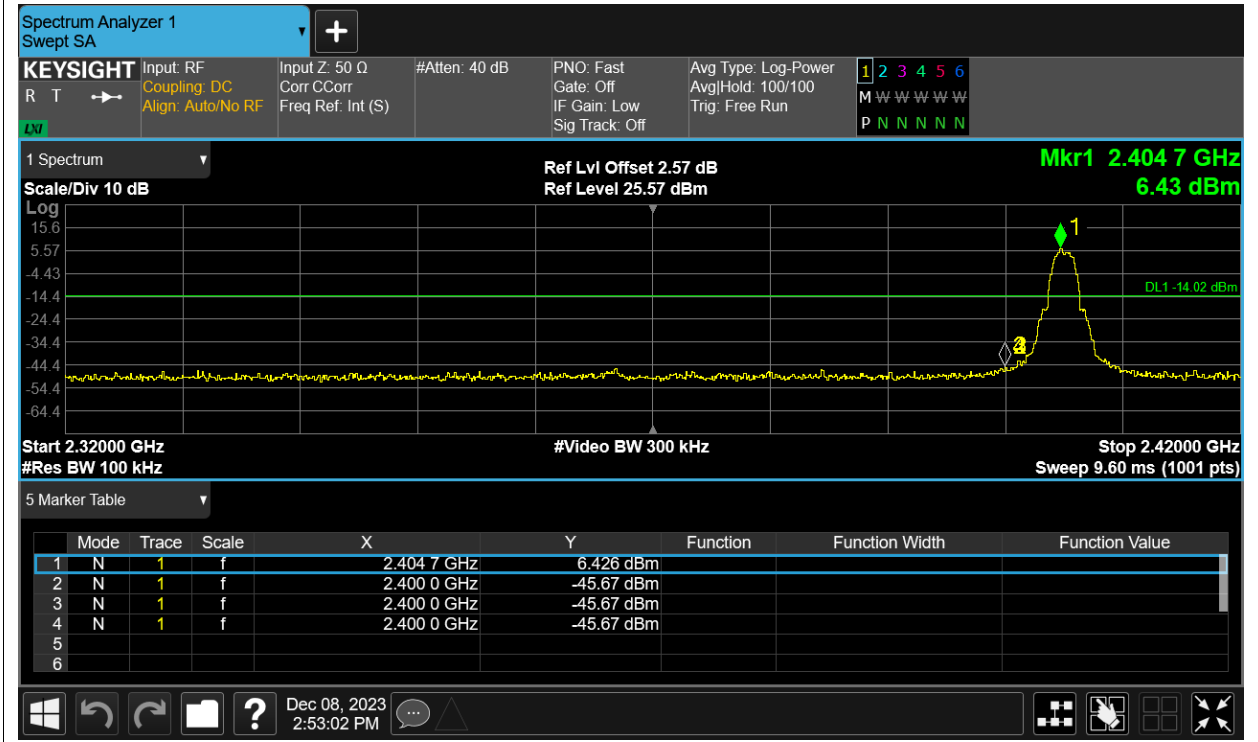 Spectrum Analyzer 1
Swept SA
KEYSIGHT
R T
LXI
Input: RF
Coupling: DC
Align: Auto/No RF
Input Z: 50 Ω
Corr CCorr
Freq Ref: Int (S)
#Atten: 40 dB
PNO: Fast
Gate: Off
IF Gain: Low
Sig Track: Off
Avg Type: Log-Power
Avg|Hold: 100/100
Trig: Free Run
1 2 3 4 5 6
M W W W W W
P N N N N N
1 Spectrum
Scale/Div 10 dB
Ref Lvl Offset 2.57 dB
Ref Level 25.57 dBm
Mkr1 2.404 7 GHz
6.43 dBm
Log
15.6
5.57
-4.43
-14.4
-24.4
-34.4
-44.4
-54.4
-64.4
1
DL1 -14.02 dBm
Start 2.32000 GHz
#Video BW 300 kHz
Stop 2.42000 GHz
#Res BW 100 kHz
Sweep 9.60 ms (1001 pts)
5 Marker Table
Mode Trace Scale X Y Function Function Width Function Value
1 N 1 f 2.404 7 GHz 6.426 dBm
2 N 1 f 2.400 0 GHz -45.67 dBm
3 N 1 f 2.400 0 GHz -45.67 dBm
4 N 1 f 2.400 0 GHz -45.67 dBm
5
6
?
Dec 08, 2023
2:53:02 PM